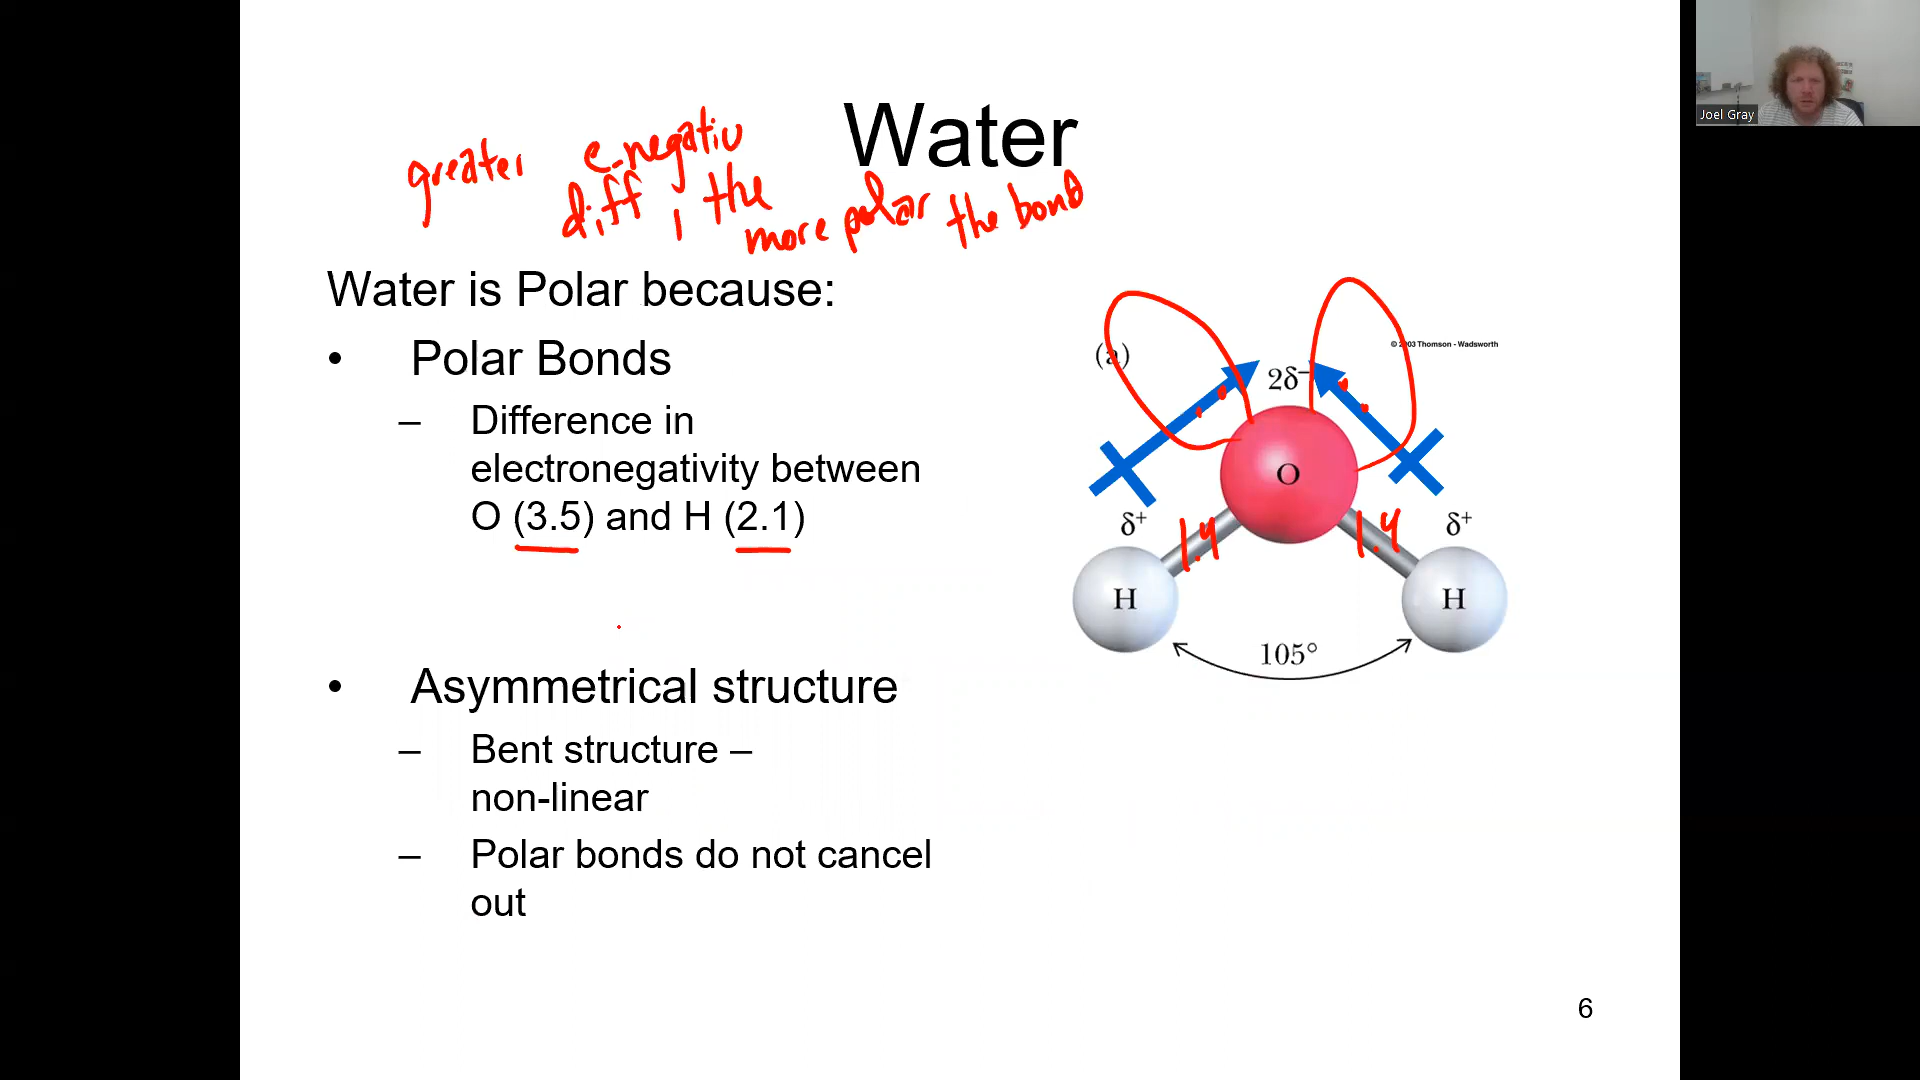 Water
greater e.negativ
diff, the
more polar the bond
Water is Polar because:
• Polar Bonds
– Difference in
electronegativity between
O (3.5) and H (2.1)
• Asymmetrical structure
– Bent structure –
non-linear
– Polar bonds do not cancel
out
(a)
© 2003 Thomson - Wadsworth
2δ−
O
δ+
1.4
1.4
δ+
H
H
105°
6
Joel Gray